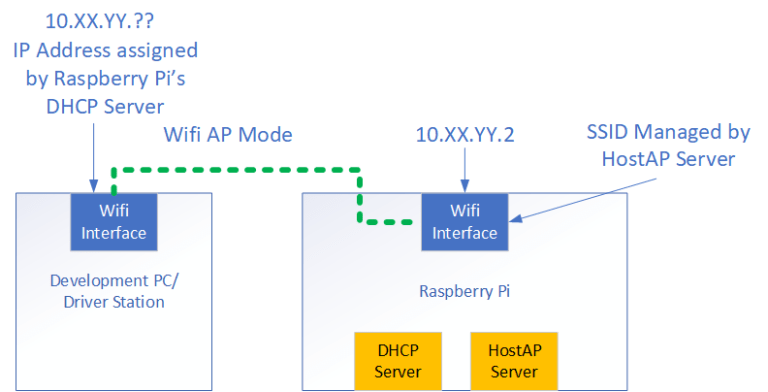 10.XX.YY.??
IP Address assigned
by Raspberry Pi's
DHCP Server
Wifi AP Mode
10.XX.YY.2
SSID Managed by
HostAP Server
Wifi
Interface
Development PC/
Driver Station
Wifi
Interface
Raspberry Pi
DHCP
Server
HostAP
Server